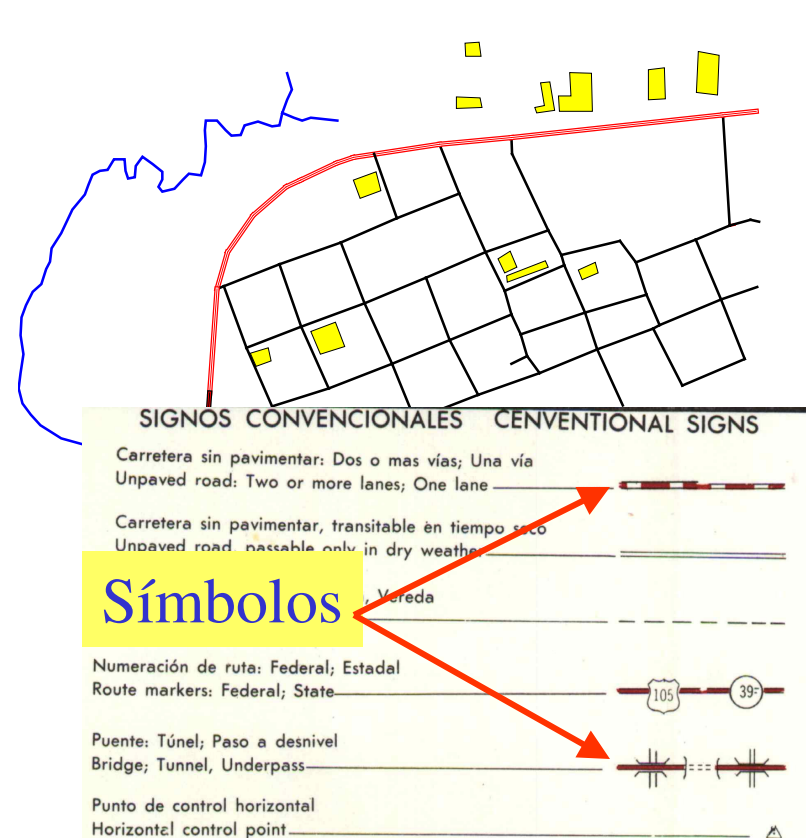 SIGNOS CONVENCIONALES CENVENTIONAL SIGNS
Carretera sin pavimentar: Dos o mas vías; Una vía
Unpaved road: Two or more lanes; One lane
Carretera sin pavimentar, transitable èn tiempo seco
Unpaved road, passable only in dry weather
Símbolos
, Vereda
Numeración de ruta: Federal; Estadal
Route markers: Federal; State
105
39
Puente: Túnel; Paso a desnivel
Bridge; Tunnel, Underpass
Punto de control horizontal
Horizontal control point